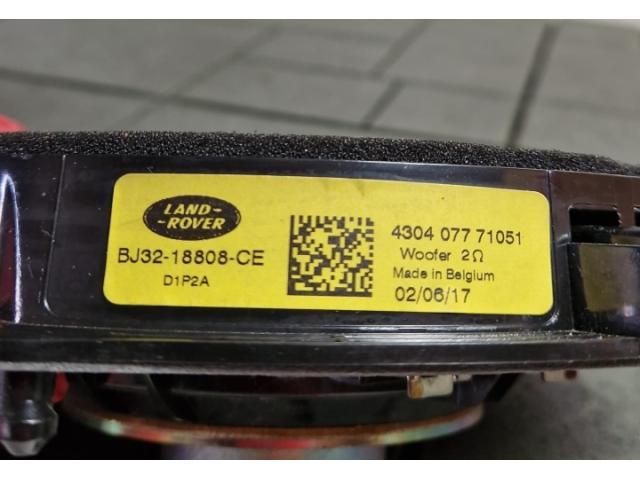 LAND-
-ROVER
BJ32-18808-CE
D1P2A
4304 077 71051
Woofer 2Ω
Made in Belgium
02/06/17